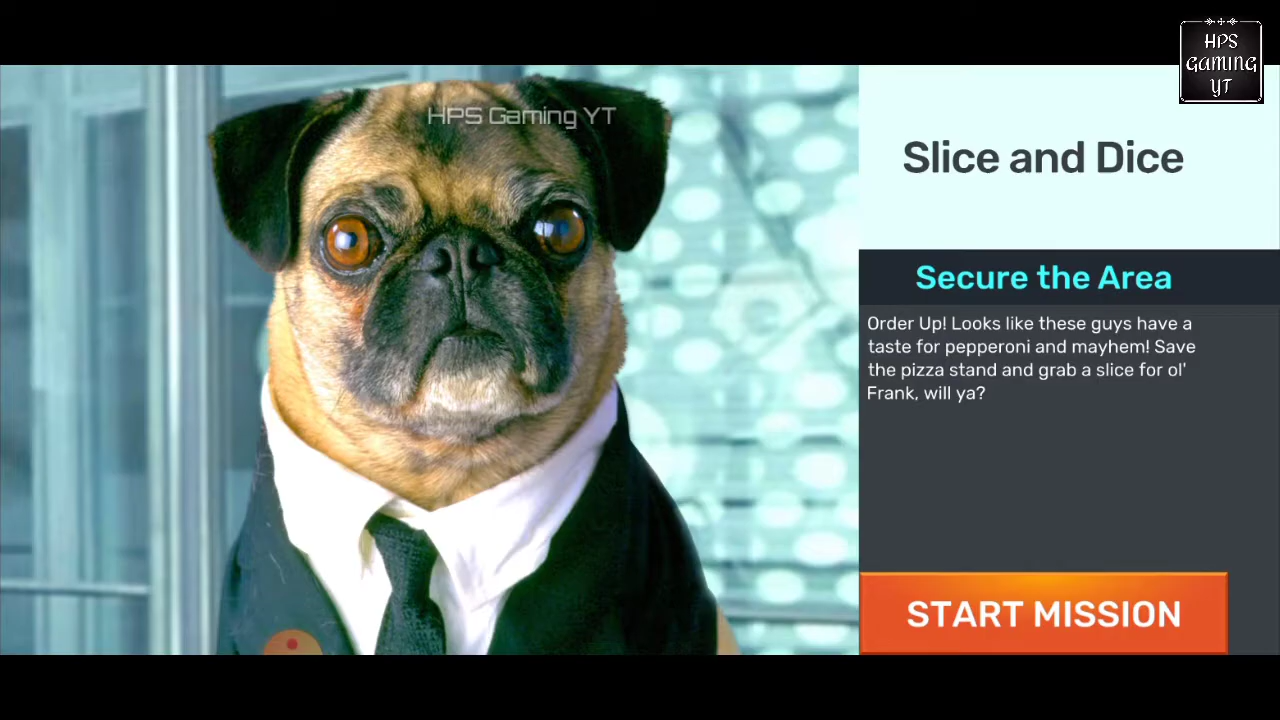 HPS
GAMING
YT
HPS Gaming YT
Slice and Dice
Secure the Area
Order Up! Looks like these guys have a
taste for pepperoni and mayhem! Save
the pizza stand and grab a slice for ol'
Frank, will ya?
START MISSION